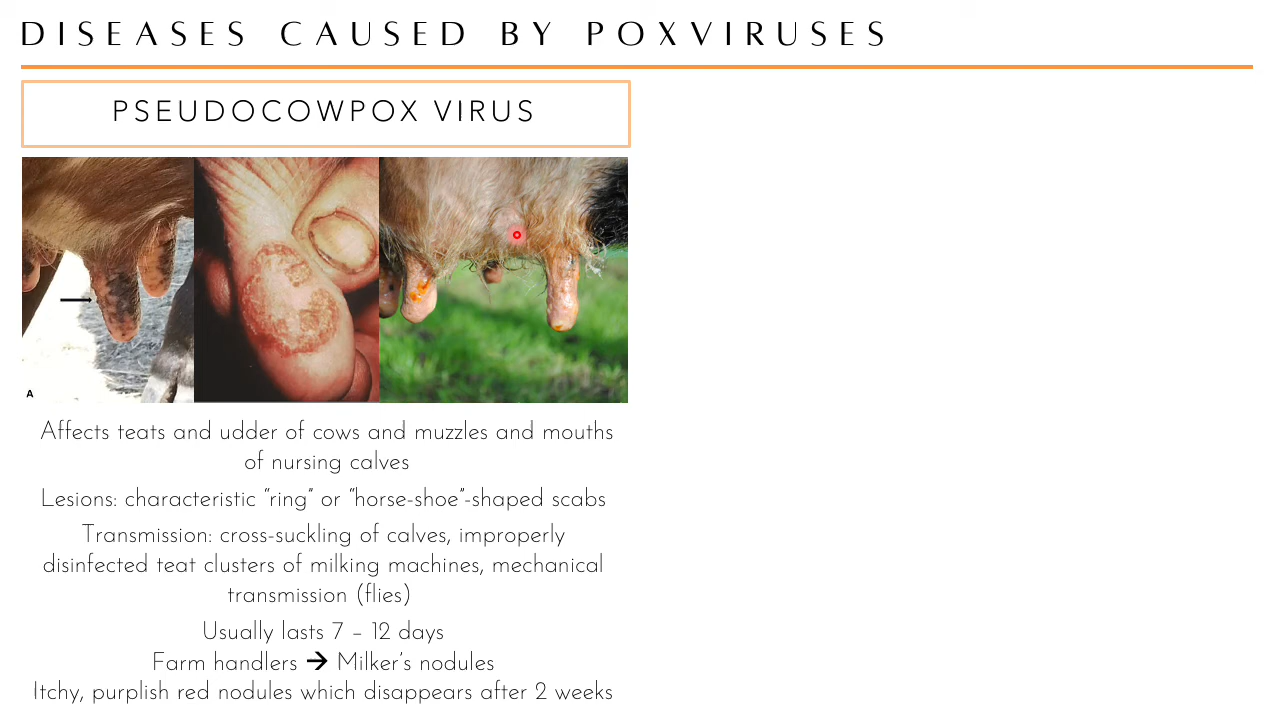 DISEASES CAUSED BY POXVIRUSES
PSEUDOCOWPOX VIRUS
A
Affects teats and udder of cows and muzzles and mouths
of nursing calves
Lesions: characteristic “ring” or “horse-shoe”-shaped scabs
Transmission: cross-suckling of calves, improperly
disinfected teat clusters of milking machines, mechanical
transmission (flies)
Usually lasts 7 – 12 days
Farm handlers → Milker’s nodules
Itchy, purplish red nodules which disappears after 2 weeks